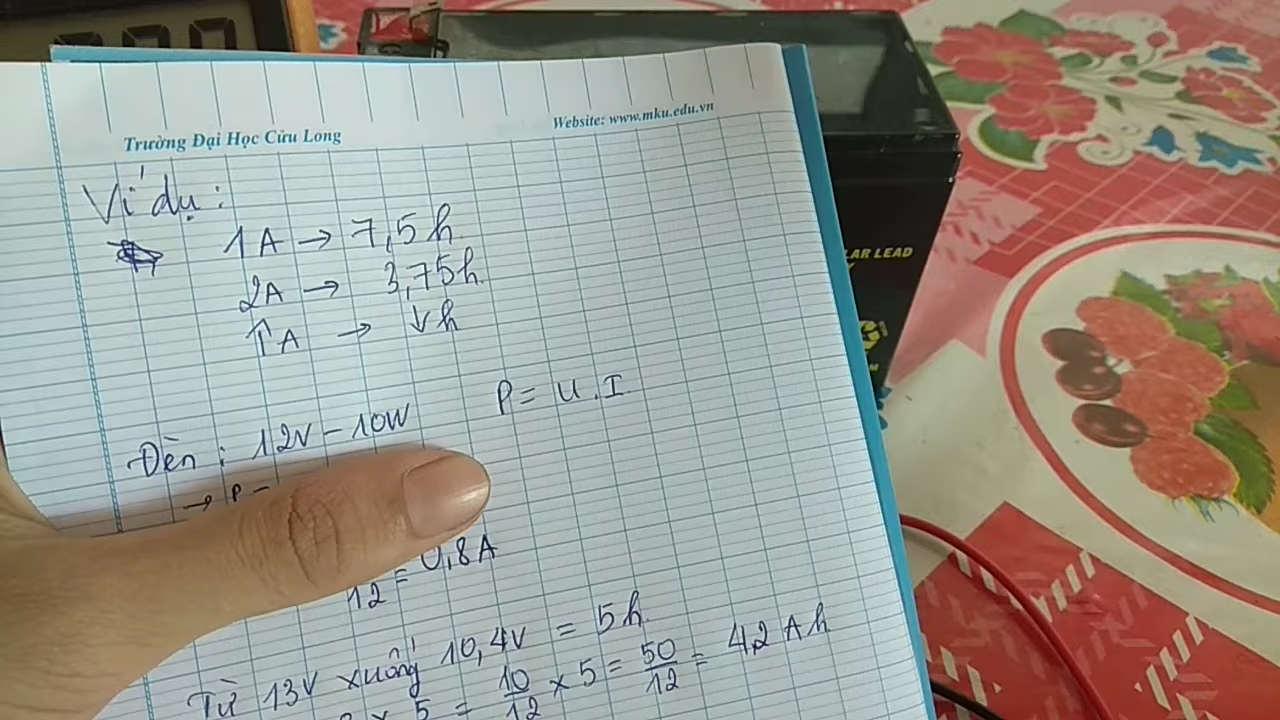 Trường Đại Học Cửu Long
Website: www.mku.edu.vn
Ví dụ:
1A → 7,5h
2A → 3,75h
↑A → ↓h
P = U.I
Đèn: 12V - 10W
→ P =
12 = 0,8A
Từ 13V xuống 10,4V = 5h
x 5 = 10/12 x 5 = 50/12 = 4,2 Ah
LAR LEAD